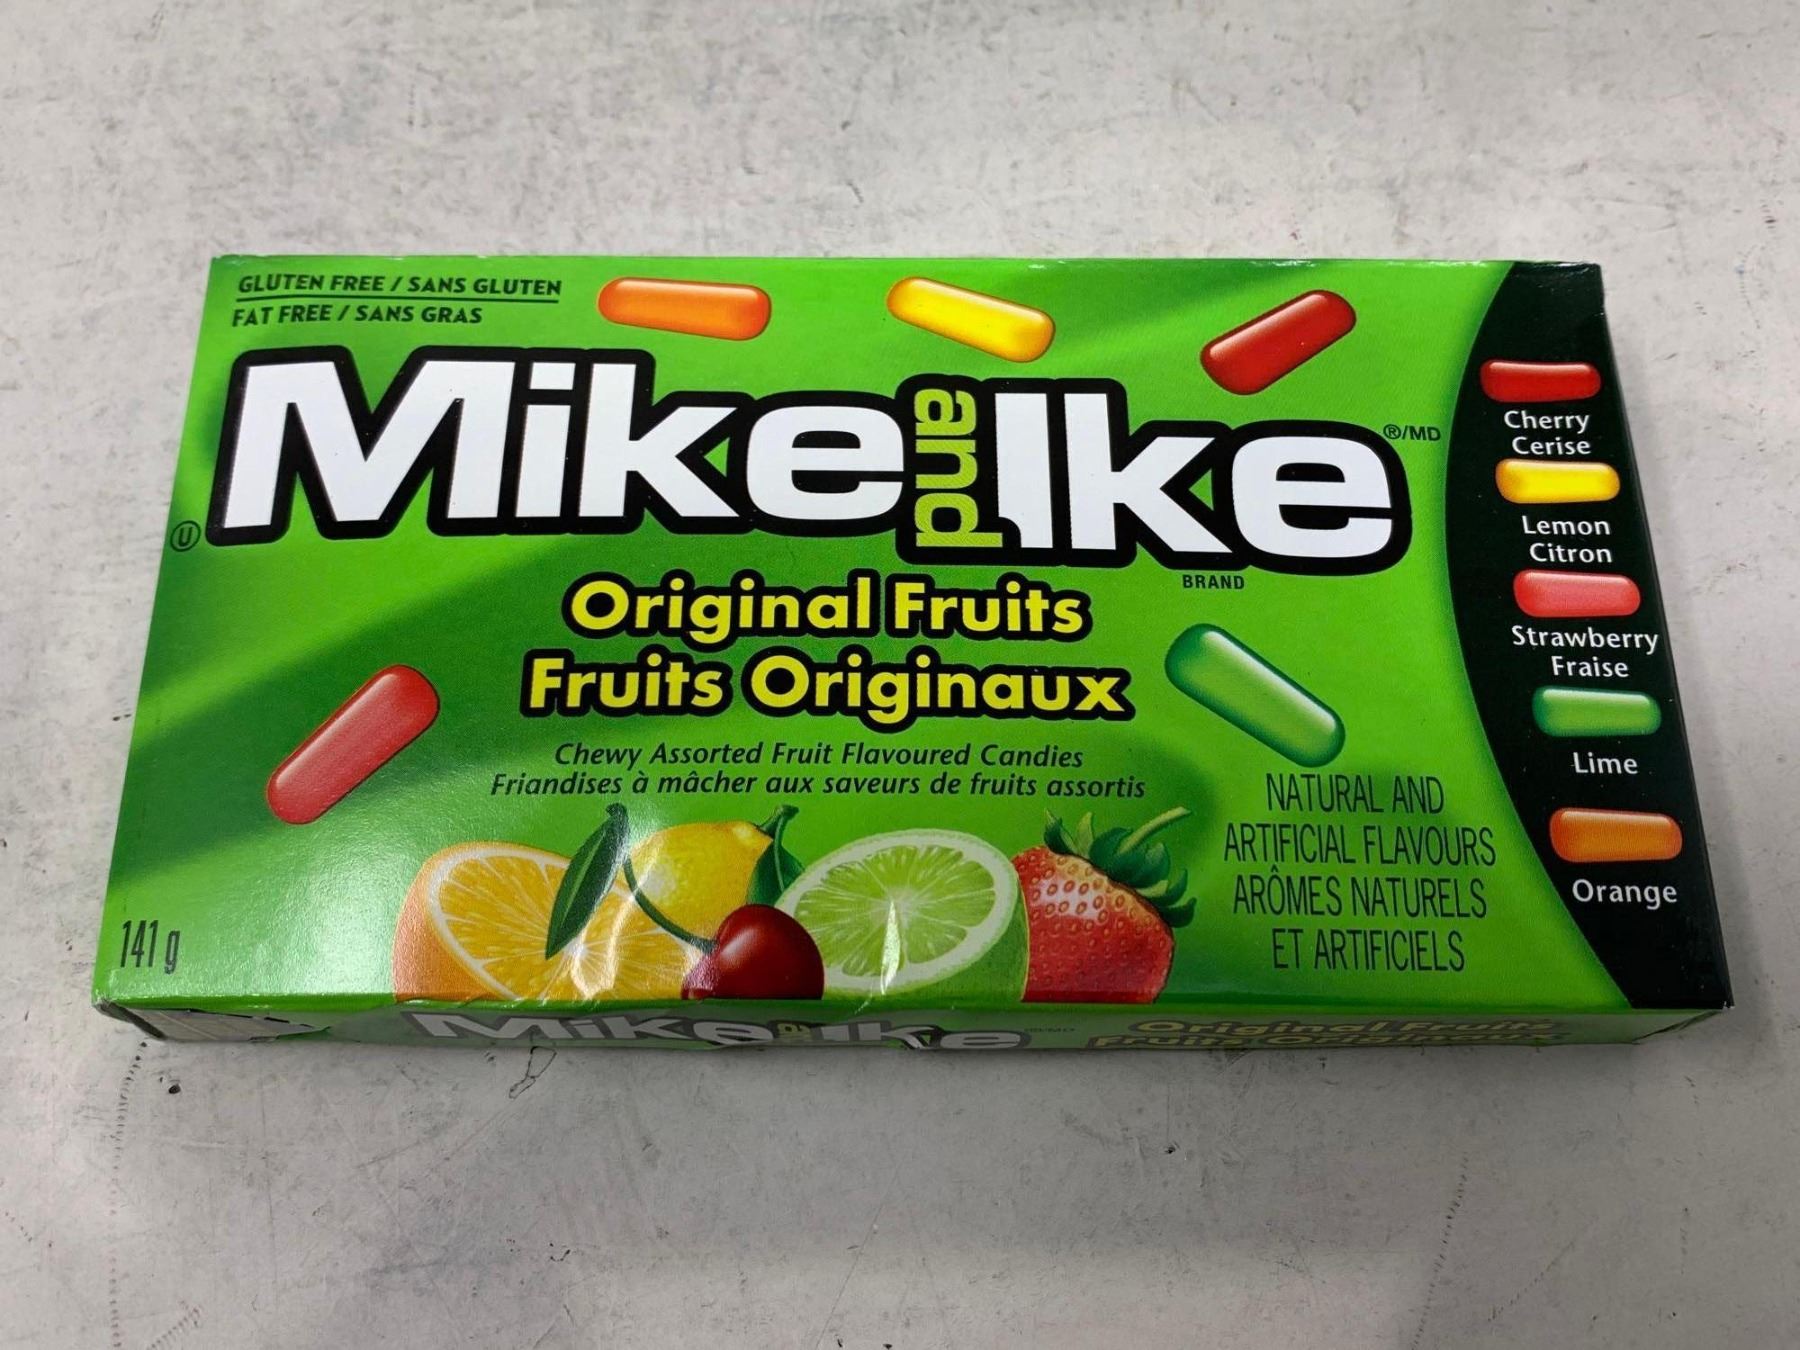 GLUTEN FREE / SANS GLUTEN
FAT FREE / SANS GRAS
Mike and Ike ®/MD
BRAND
U
Original Fruits
Fruits Originaux
Chewy Assorted Fruit Flavoured Candies
Friandises à mâcher aux saveurs de fruits assortis
NATURAL AND
ARTIFICIAL FLAVOURS
ARÔMES NATURELS
ET ARTIFICIELS
141 g
Cherry
Cerise
Lemon
Citron
Strawberry
Fraise
Lime
Orange
Mike and Ike ®/MD
Original Fruits
Fruits Originaux